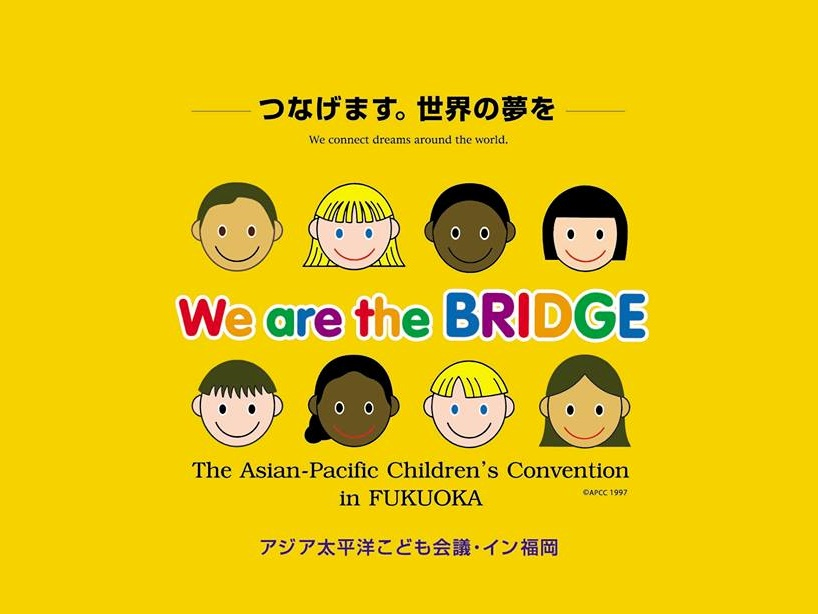 つなげます。世界の夢を
We connect dreams around the world.
We are the BRIDGE
The Asian-Pacific Children's Convention
in FUKUOKA
©APCC 1997
アジア太平洋こども会議・イン福岡